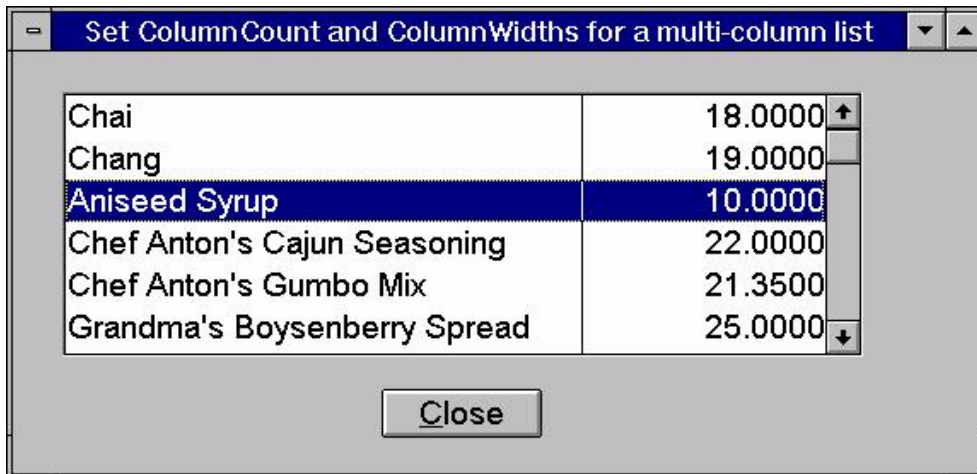 Set ColumnCount and ColumnWidths for a multi-column list
Chai 18.0000
Chang 19.0000
Aniseed Syrup 10.0000
Chef Anton's Cajun Seasoning 22.0000
Chef Anton's Gumbo Mix 21.3500
Grandma's Boysenberry Spread 25.0000
Close